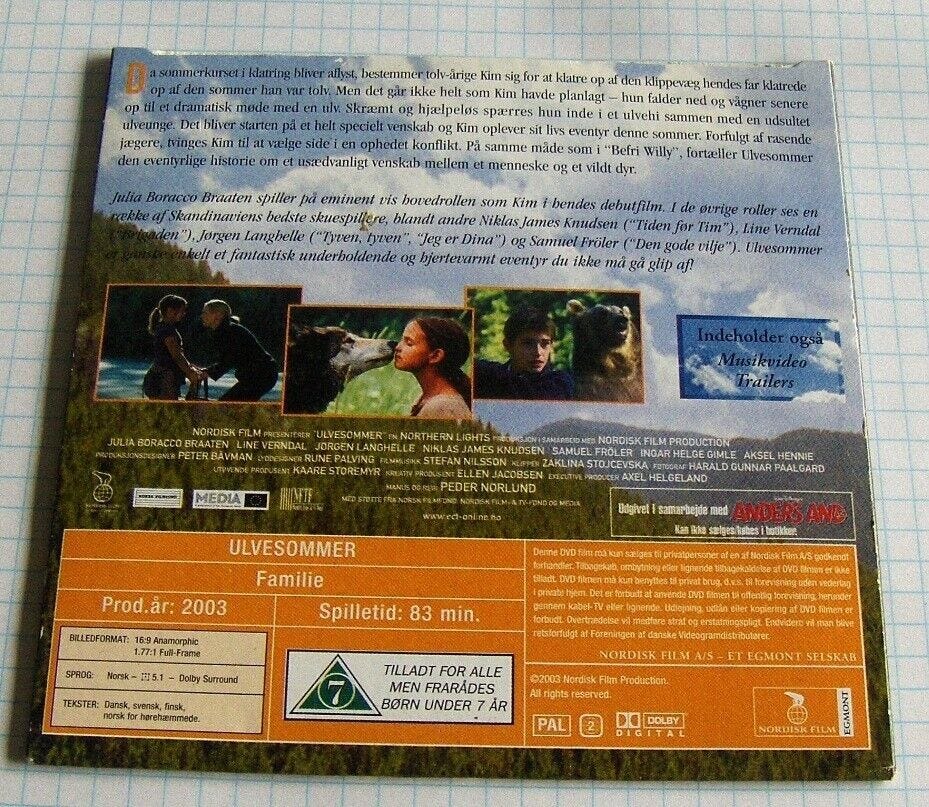 Da sommerkurset i klatring bliver aflyst, bestemmer tolv-årige Kim sig for at klatre op af den klippevæg hendes far klatrede
op af den sommer han var tolv. Men det går ikke helt som Kim havde planlagt – hun falder ned og vågner senere
op til et dramatisk møde med en ulv. Skræmt og hjælpeløs spærres hun inde i et ulvehi sammen med en udsultet
ulveunge. Det bliver starten på et helt specielt venskab og Kim oplever sit livs eventyr denne sommer. Forfulgt af rasende
jægere, tvinges Kim til at vælge side i en ophedet konflikt. På samme måde som i "Befri Willy", fortæller Ulvesommer
den eventyrlige historie om et usædvanligt venskab mellem et menneske og et vildt dyr.
Julia Boracco Braaten spiller på eminent vis hovedrollen som Kim i hendes debutfilm. I de øvrige roller ses en
række af Skandinaviens bedste skuespillere, blandt andre Niklas James Knudsen ("Tiden før Tim"), Line Verndal
("Brigaden"), Jørgen Langhelle ("Tyven, tyven", "Jeg er Dina") og Samuel Fröler ("Den gode vilje"). Ulvesommer
er ganske enkelt et fantastisk underholdende og hjertevarmt eventyr du ikke må gå glip af!
Indeholder også
Musikvideo
Trailers
NORDISK FILM PRESENTERER "ULVESOMMER" EN NORTHERN LIGHTS PRODUKSJON I SAMARBEID MED NORDISK FILM PRODUCTION
JULIA BORACCO BRAATEN LINE VERNDAL JØRGEN LANGHELLE NIKLAS JAMES KNUDSEN SAMUEL FRÖLER INGAR HELGE GIMLE AKSEL HENNIE
PRODUKSJONSDESIGNER PETER BÄVMAN LYDDESIGNER RUNE PALVING FILMMUSIKK STEFAN NILSSON KLIPPER ZAKLINA STOJCEVSKA FOTOGRAF HARALD GUNNAR PAALGARD
UTØVENDE PRODUSENT KAARE STOREMYR KREATIV PRODUSENT ELLEN JACOBSEN EXECUTIVE PRODUCER AXEL HELGELAND
MANUS OG REGI PEDER NORLUND
MED STØTTE FRA NORSK FILMFOND, NORDISK FILM- & TV-FOND OG MEDIA
NORSK FILMFOND
MEDIA
www.ect-online.no
Udgivet i samarbejde med ANDERS AND
Kan ikke sælges/købes i butikker.
ULVESOMMER
Familie
Prod.år: 2003
Spilletid: 83 min.
BILLEDFORMAT: 16:9 Anamorphic
1.77:1 Full-Frame
SPROG: Norsk – 5.1 – Dolby Surround
TEKSTER: Dansk, svensk, finsk,
norsk for hørehæmmede.
7
TILLADT FOR ALLE
MEN FRARÅDES
BØRN UNDER 7 ÅR
Denne DVD film må kun sælges til privatpersoner af en af Nordisk Film A/S godkendt
forhandler. Tilbagekøb, ombytning eller lignende tilbagekaldelse af DVD filmen er ikke
tilladt. DVD filmen må kun benyttes til privat brug, d.v.s. til forevisning uden vederlag
i private hjem. Det er forbudt at anvende DVD filmen til offentlig forevisning, herunder
gennem kabel-TV eller lignende. Udlejning, udlån eller kopiering af DVD filmen er
forbudt. Overtrædelse vil medføre straf og erstatningspligt. Endvidere vil man blive
retsforfulgt af Foreningen af danske Videogramdistributører.
NORDISK FILM A/S – ET EGMONT SELSKAB
©2003 Nordisk Film Production.
All rights reserved.
PAL 2 DOLBY
DIGITAL
NORDISK FILM
EGMONT